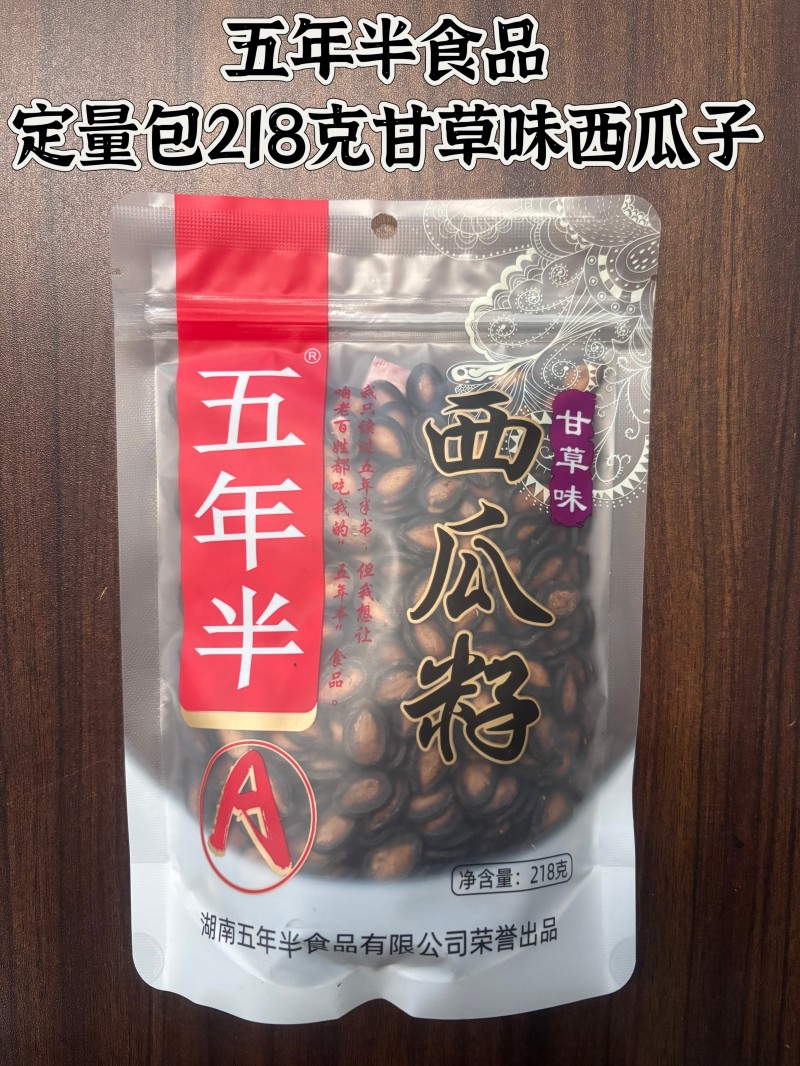 五年半食品
定量包218克甘草味西瓜子
五年半
®
我只读过五年半书，但我想让
咱老百姓都吃我的“五年半”食品。
西瓜籽
甘草味
A
净含量：218克
湖南五年半食品有限公司荣誉出品